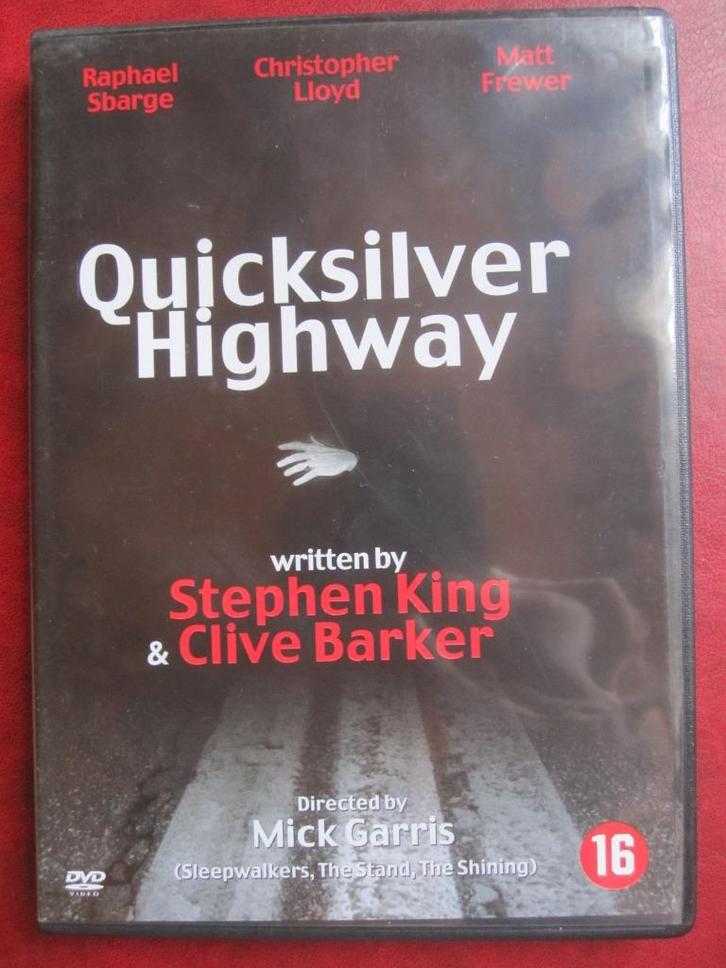 Raphael Sbarge
Christopher Lloyd
Matt Frewer
Quicksilver
Highway
written by
Stephen King
& Clive Barker
Directed by
Mick Garris
(Sleepwalkers, The Stand, The Shining)
16
DVD
VIDEO